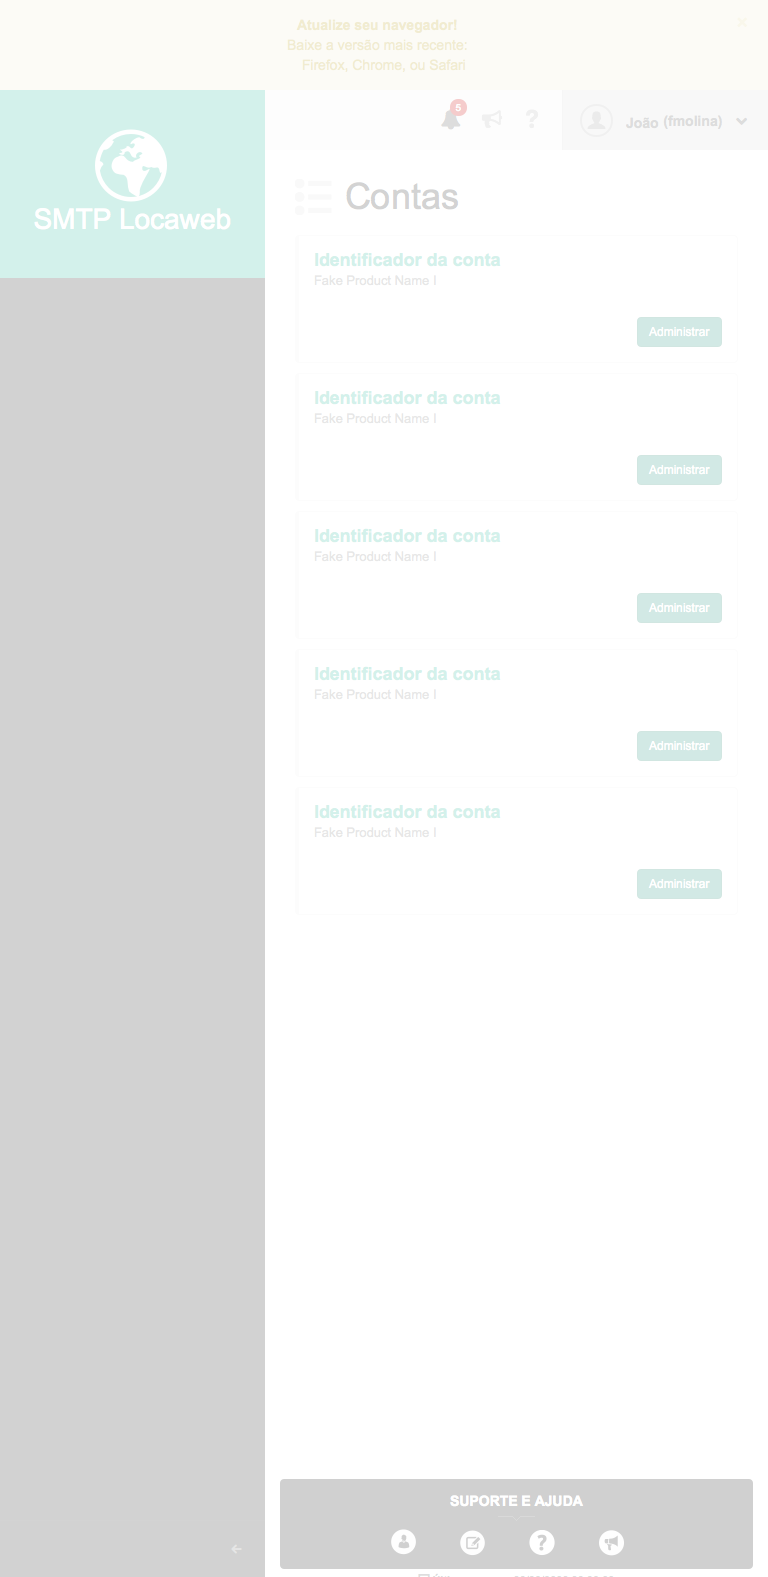 Atualize seu navegador!
Baixe a versão mais recente:
Firefox, Chrome, ou Safari
5
João (fmolina)
SMTP Locaweb
Contas
Identificador da conta
Fake Product Name I
Administrar
Identificador da conta
Fake Product Name I
Administrar
Identificador da conta
Fake Product Name I
Administrar
Identificador da conta
Fake Product Name I
Administrar
Identificador da conta
Fake Product Name I
Administrar
SUPORTE E AJUDA